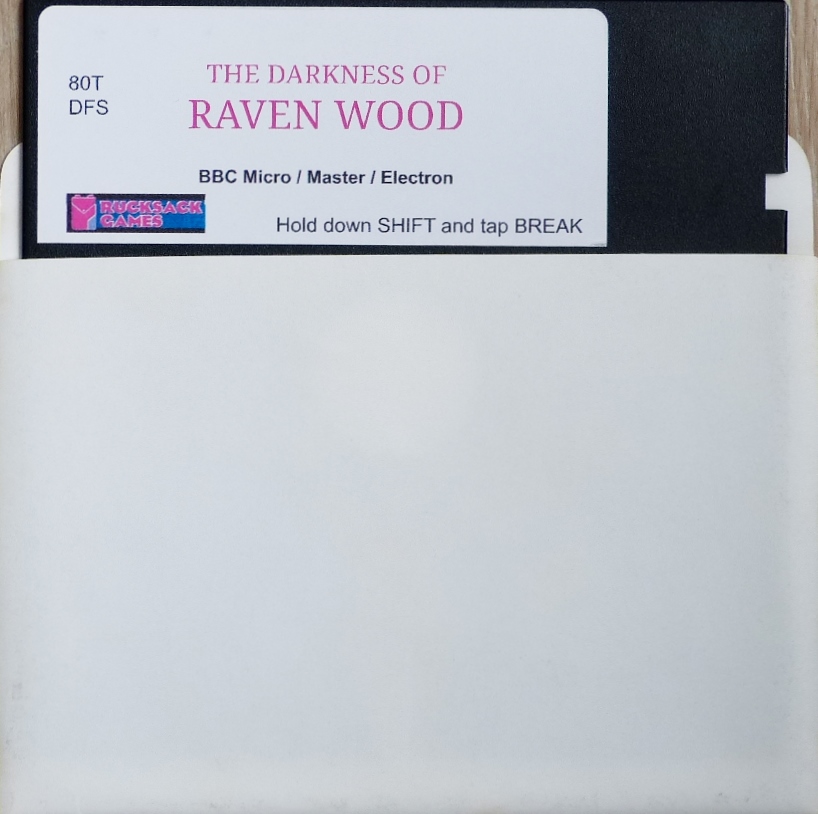 80T
DFS
THE DARKNESS OF
RAVEN WOOD
BBC Micro / Master / Electron
RUCKSACK
GAMES
Hold down SHIFT and tap BREAK